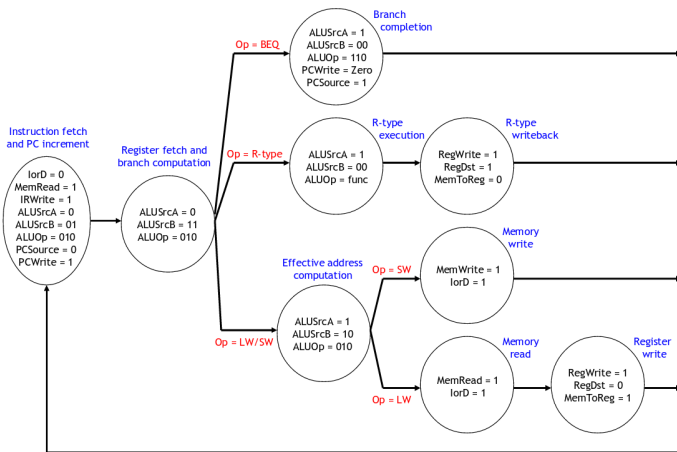 Instruction fetch
and PC increment
IorD = 0
MemRead = 1
IRWrite = 1
ALUSrcA = 0
ALUSrcB = 01
ALUOp = 010
PCSource = 0
PCWrite = 1
Register fetch and
branch computation
ALUSrcA = 0
ALUSrcB = 11
ALUOp = 010
Op = BEQ
Branch
completion
ALUSrcA = 1
ALUSrcB = 00
ALUOp = 110
PCWrite = Zero
PCSource = 1
Op = R-type
R-type
execution
ALUSrcA = 1
ALUSrcB = 00
ALUOp = func
R-type
writeback
RegWrite = 1
RegDst = 1
MemToReg = 0
Op = LW/SW
Effective address
computation
ALUSrcA = 1
ALUSrcB = 10
ALUOp = 010
Op = SW
Memory
write
MemWrite = 1
IorD = 1
Op = LW
Memory
read
MemRead = 1
IorD = 1
Register
write
RegWrite = 1
RegDst = 0
MemToReg = 1